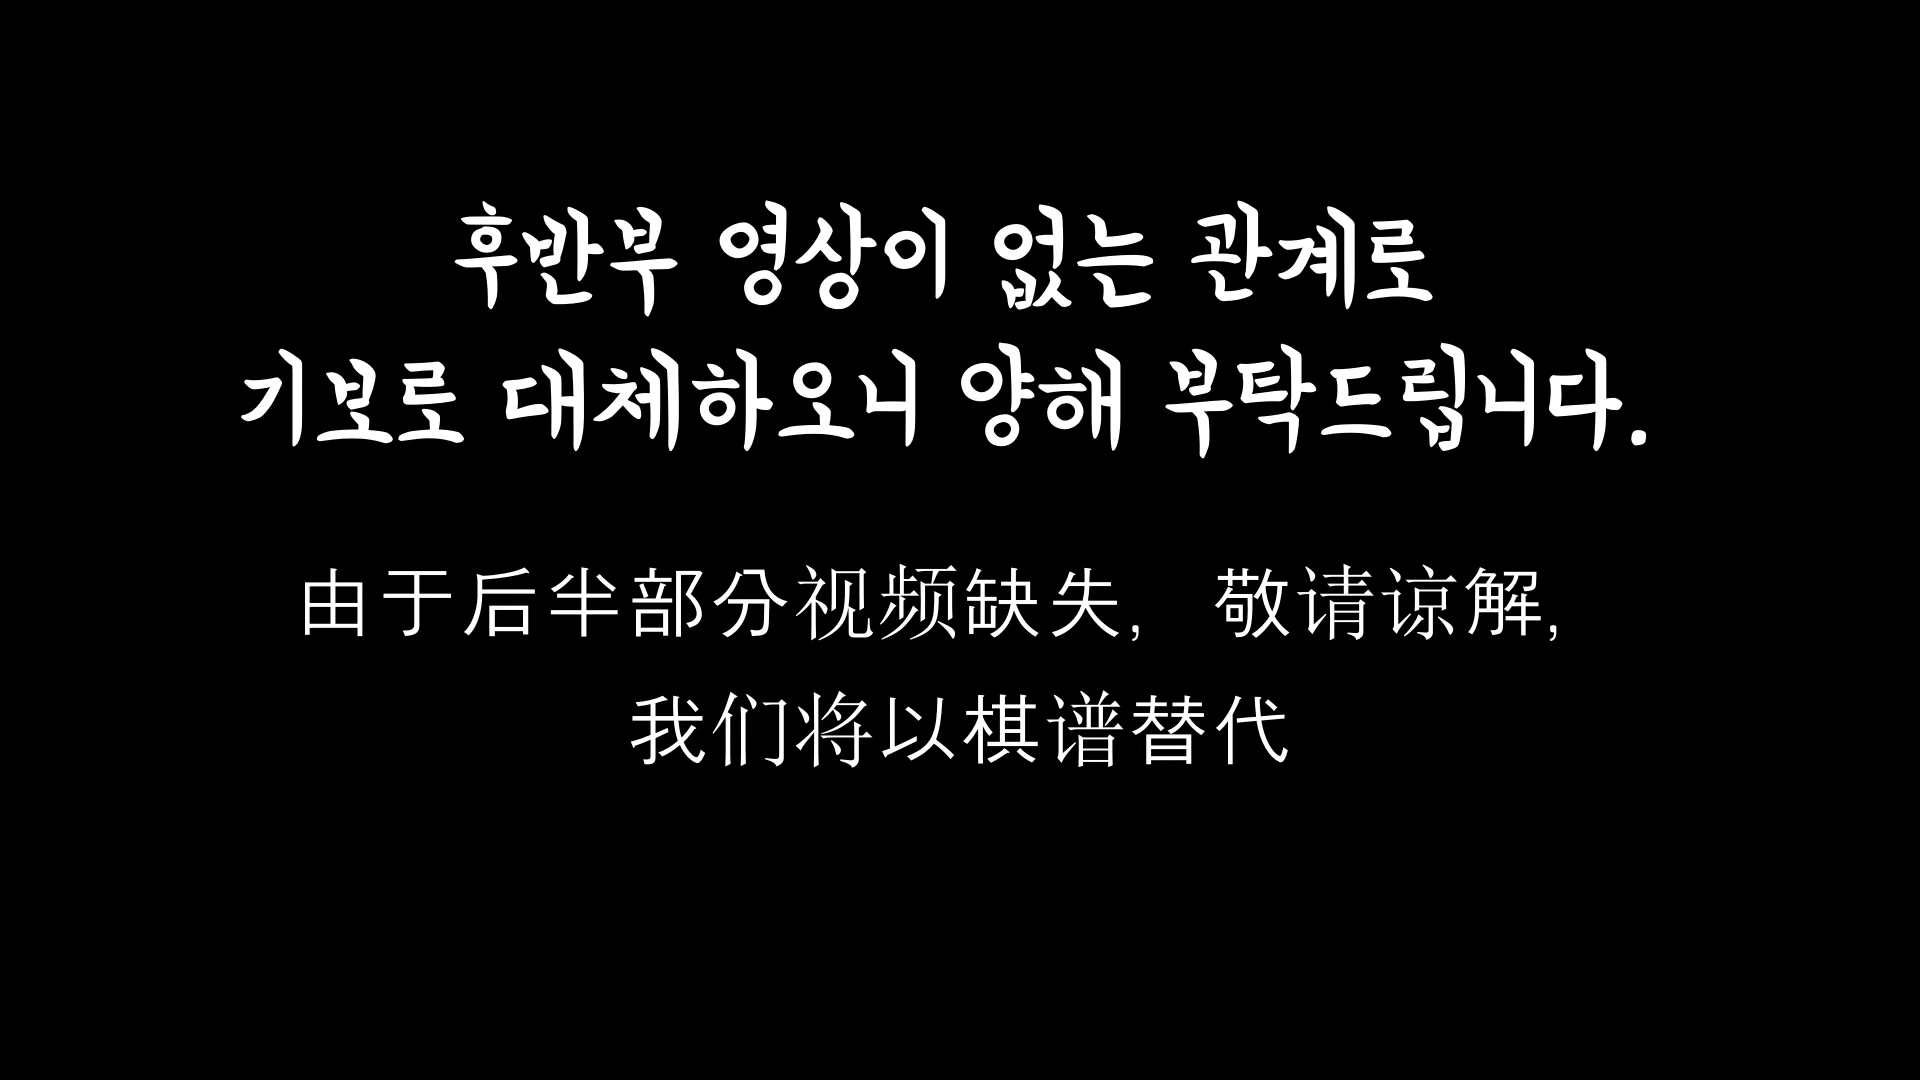 후반부 영상이 없는 관계로
기보로 대체하오니 양해 부탁드립니다.
由于后半部分视频缺失，敬请谅解，
我们将以棋谱替代